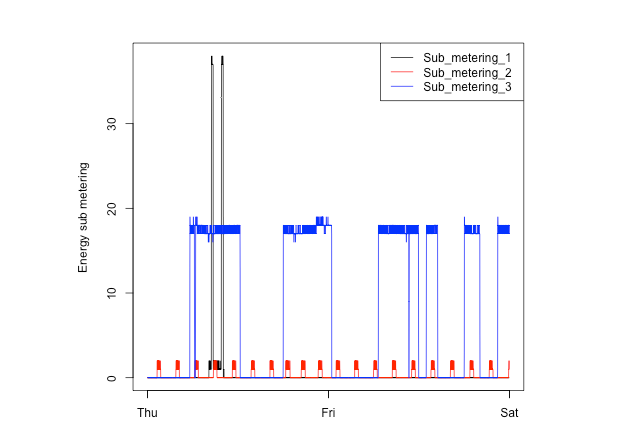 Sub_metering_1
Sub_metering_2
Sub_metering_3
Energy sub metering
30
20
10
0
Thu Fri Sat